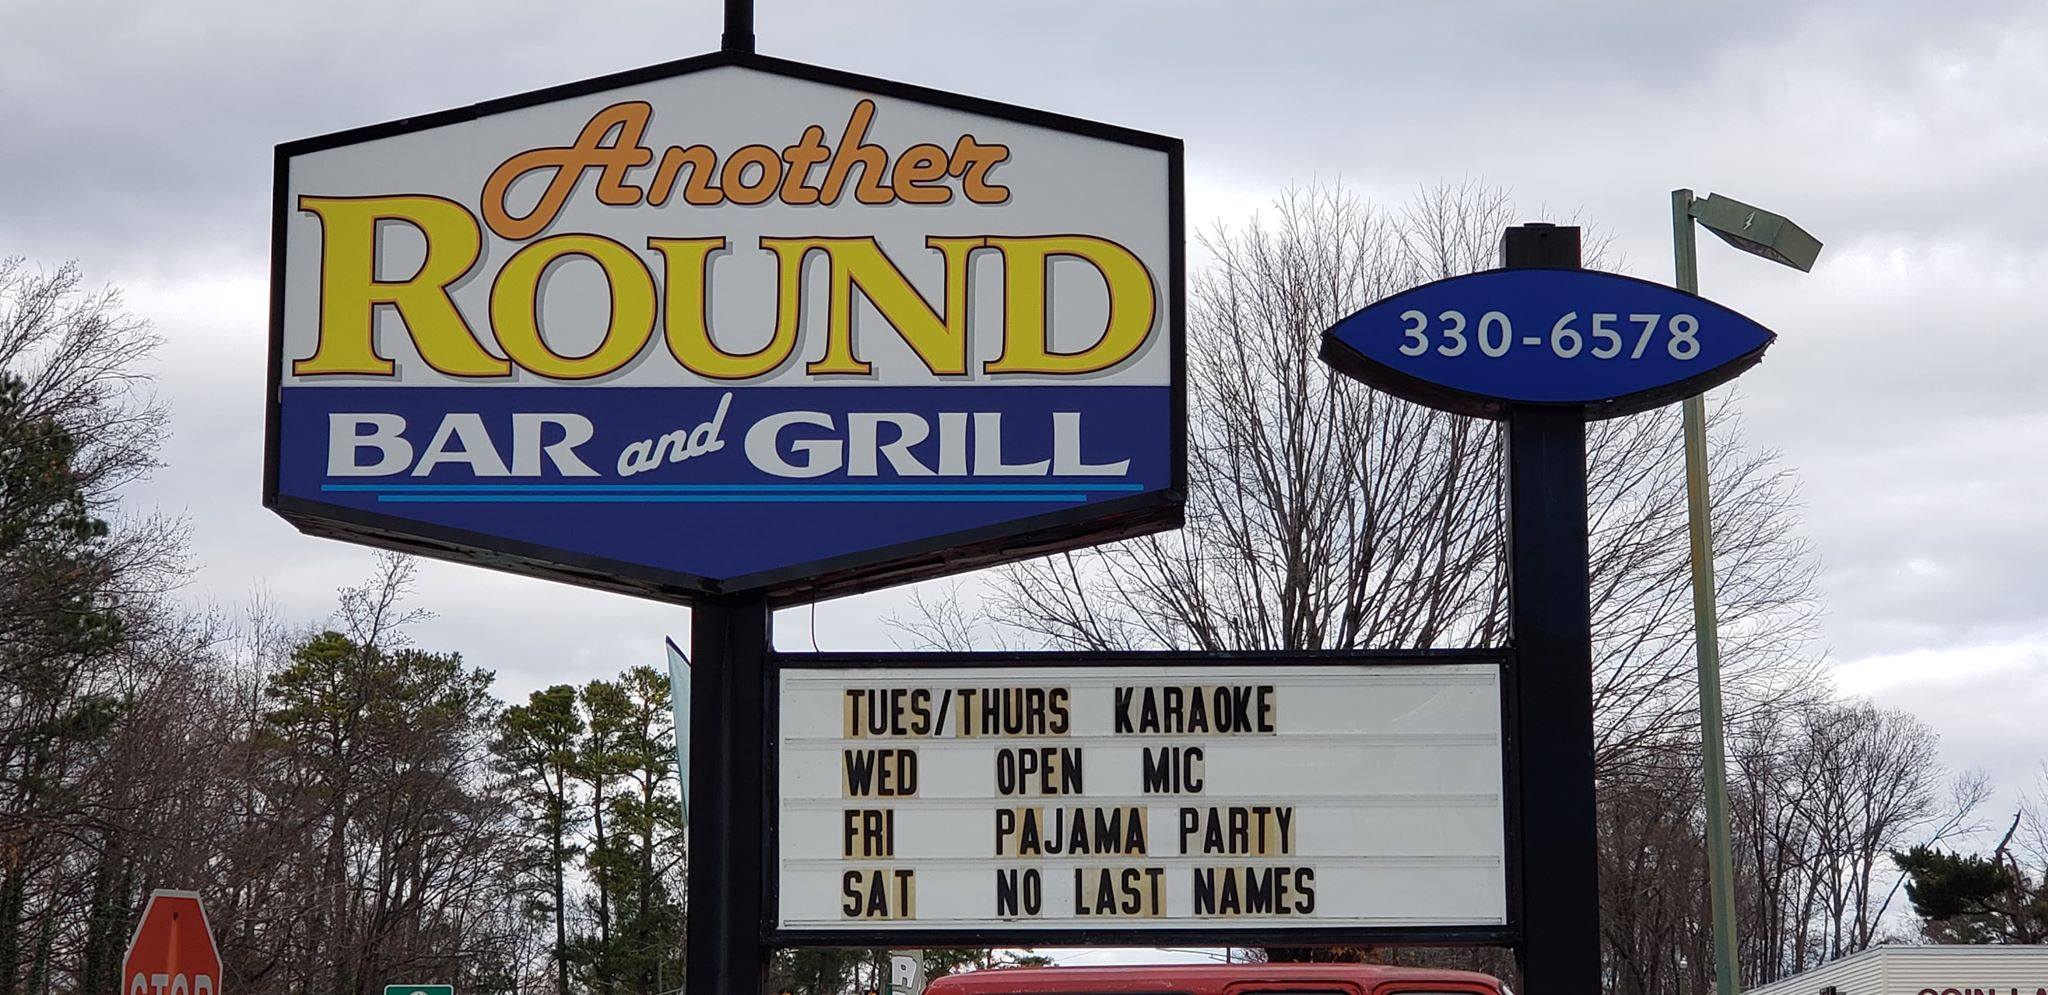 Another
ROUND
BAR and GRILL
330-6578
TUES/THURS KARAOKE
WED OPEN MIC
FRI PAJAMA PARTY
SAT NO LAST NAMES
STOP